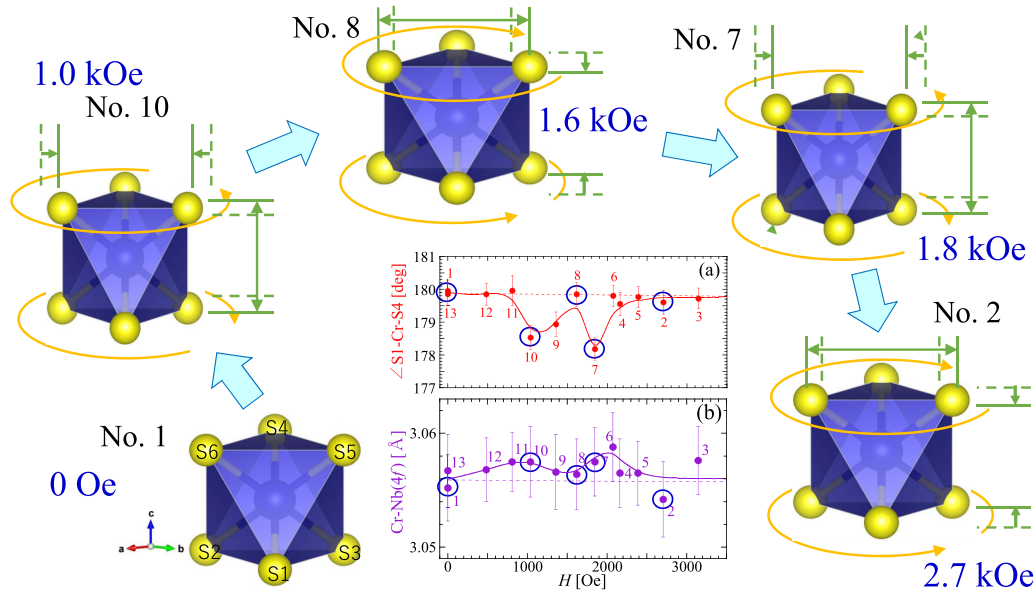 No. 8
No. 7
1.0 kOe
No. 10
1.6 kOe
1.8 kOe
No. 2
2.7 kOe
No. 1
0 Oe
S4
S6
S5
S2
S3
S1
c
a
b
(a)
∠S1-Cr-S4 [deg]
181
180
179
178
177
1
13
12
11
10
9
8
7
6
4
5
2
3
(b)
Cr-Nb(4f) [Å]
3.06
3.05
13
1
12
11
10
9
8
7
6
4
5
2
3
0
1000
2000
3000
H [Oe]